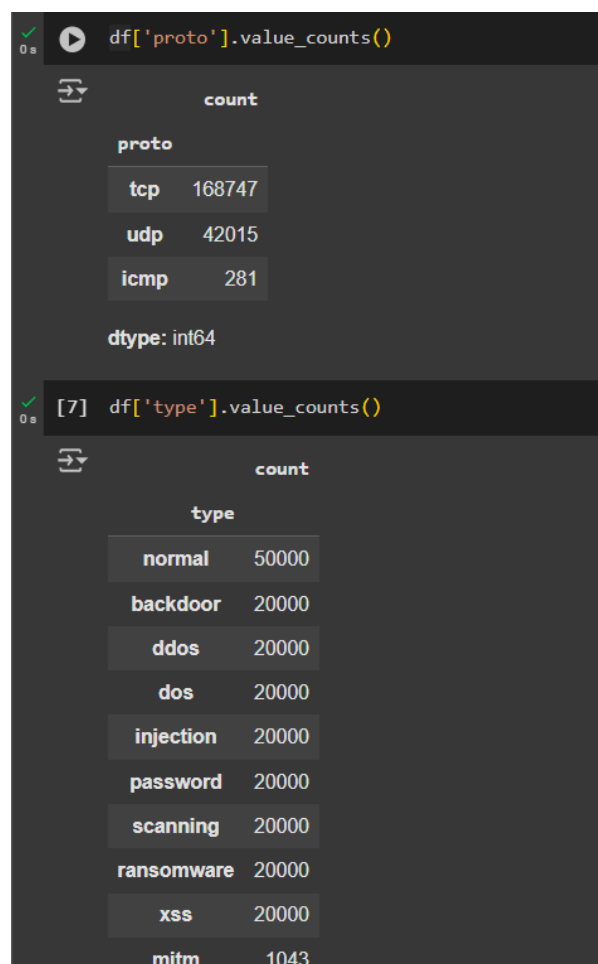 0s df['proto'].value_counts()
count
proto
tcp 168747
udp 42015
icmp 281
dtype: int64
0s [7] df['type'].value_counts()
count
type
normal 50000
backdoor 20000
ddos 20000
dos 20000
injection 20000
password 20000
scanning 20000
ransomware 20000
xss 20000
mitm 1043